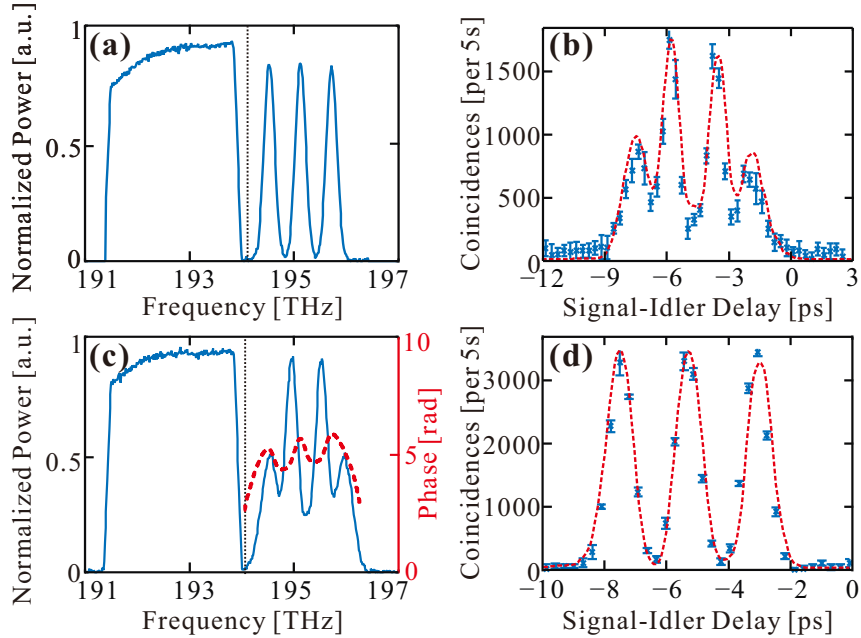 (a)
Normalized Power [a.u.]
1
0.5
0
191 193 195 197
Frequency [THz]
(b)
Coincidences [per 5s]
1500
1000
500
0
−12 −9 −6 −3 0 3
Signal-Idler Delay [ps]
(c)
Normalized Power [a.u.]
1
0.5
0
10
5
0
Phase [rad]
191 193 195 197
Frequency [THz]
(d)
Coincidences [per 5s]
3000
2000
1000
0
−10 −8 −6 −4 −2 0
Signal-Idler Delay [ps]